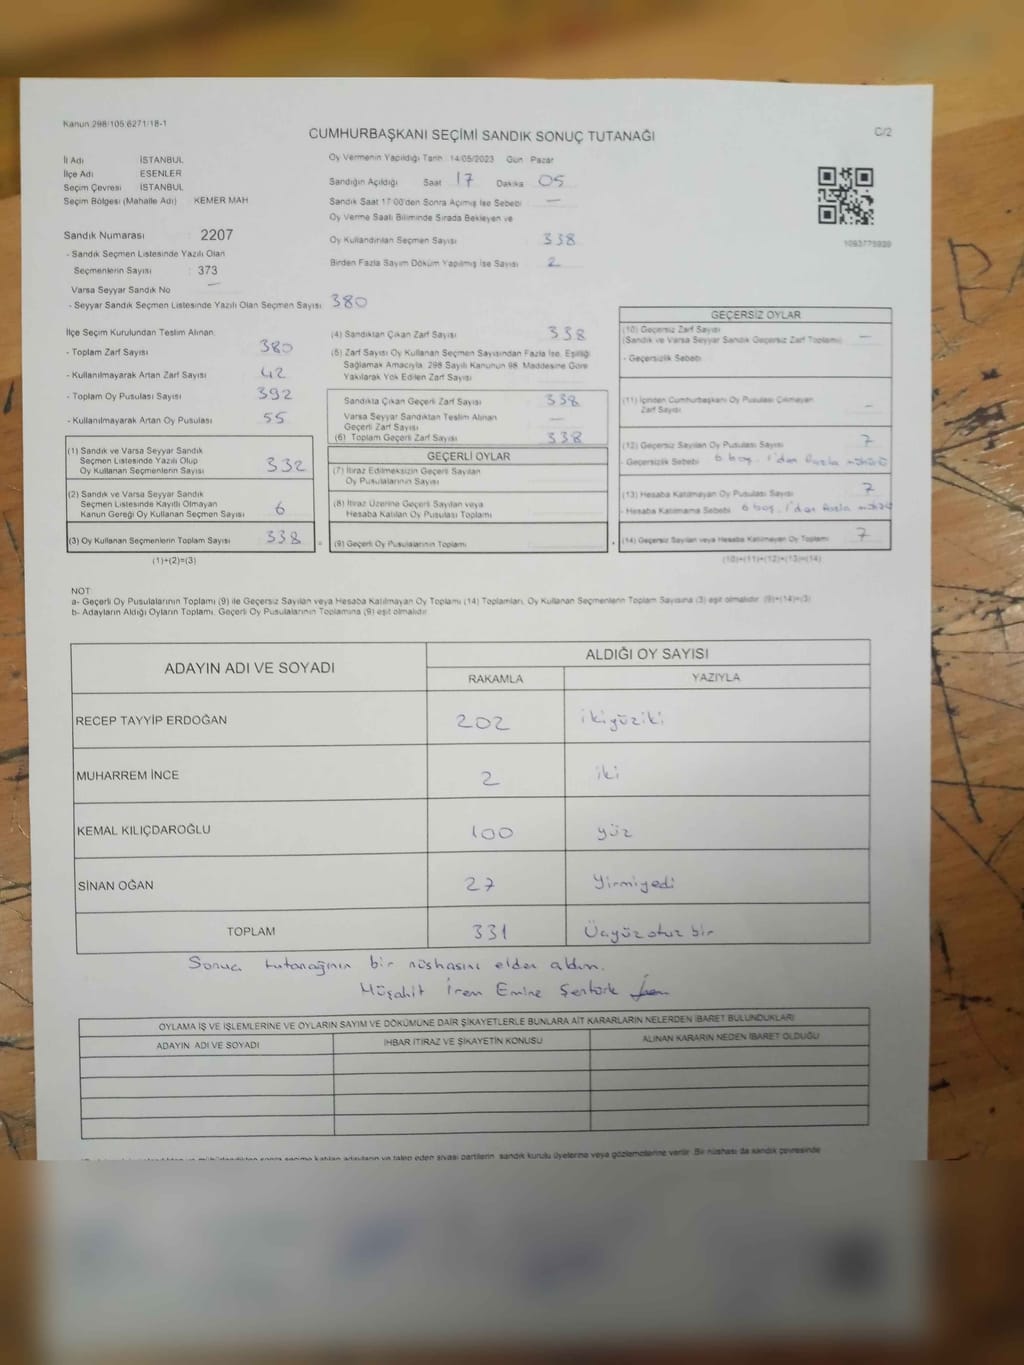 Kanun 298/105 6271/18-1
C/2
CUMHURBAŞKANI SEÇİMİ SANDIK SONUÇ TUTANAĞI
İl Adı İSTANBUL
İlçe Adı ESENLER
Seçim Çevresi İSTANBUL
Seçim Bölgesi (Mahalle Adı) KEMER MAH
Sandık Numarası 2207
- Sandık Seçmen Listesinde Yazılı Olan
Seçmenlerin Sayısı : 373
Varsa Seyyar Sandık No —
- Seyyar Sandık Seçmen Listesinde Yazılı Olan Seçmen Sayısı 380
Oy Vermenin Yapıldığı Tarih 14/05/2023 Gün Pazar
Sandığın Açıldığı Saat 17 Dakika 05
Sandık Saat 17:00'den Sonra Açımış İse Sebebi —
Oy Verme Saati Bitiminde Sırada Bekleyen ve
Oy Kullandırılan Seçmen Sayısı 338
Birden Fazla Sayım Döküm Yapılmış İse Sayısı 2
1093775939
İlçe Seçim Kurulundan Teslim Alınan
- Toplam Zarf Sayısı 380
- Kullanılmayarak Artan Zarf Sayısı 42
- Toplam Oy Pusulası Sayısı 392
- Kullanılmayarak Artan Oy Pusulası 55
(1) Sandık ve Varsa Seyyar Sandık
Seçmen Listesinde Yazılı Olup
Oy Kullanan Seçmenlerin Sayısı 332
(2) Sandık ve Varsa Seyyar Sandık
Seçmen Listesinde Kayıtlı Olmayan
Kanun Gereği Oy Kullanan Seçmen Sayısı 6
(3) Oy Kullanan Seçmenlerin Toplam Sayısı 338
(1)+(2)=(3)
(4) Sandıktan Çıkan Zarf Sayısı 338
(5) Zarf Sayısı Oy Kullanan Seçmen Sayısından Fazla İse, Eşitliği
Sağlamak Amacıyla, 298 Sayılı Kanunun 98. Maddesine Göre
Yakılarak Yok Edilen Zarf Sayısı
Sandıkta Çıkan Geçerli Zarf Sayısı 338
Varsa Seyyar Sandıktan Teslim Alınan
Geçerli Zarf Sayısı —
(6) Toplam Geçerli Zarf Sayısı 338
GEÇERLİ OYLAR
(7) İtiraz Edilmeksizin Geçerli Sayılan
Oy Pusulalarının Sayısı
(8) İtiraz Üzerine Geçerli Sayılan veya
Hesaba Katılan Oy Pusulası Toplamı
= (9) Geçerli Oy Pusulalarının Toplamı
GEÇERSİZ OYLAR
(10) Geçersiz Zarf Sayısı
(Sandık ve Varsa Seyyar Sandık Geçersiz Zarf Toplamı) —
- Geçersizlik Sebebi
(11) İçinden Cumhurbaşkanı Oy Pusulası Çıkmayan
Zarf Sayısı —
(12) Geçersiz Sayılan Oy Pusulası Sayısı 7
- Geçersizlik Sebebi 6 boş. 1'den fazla
(13) Hesaba Katılmayan Oy Pusulası Sayısı 7
- Hesaba Katılmama Sebebi 6 boş. 1'den fazla
+ (14) Geçersiz Sayılan veya Hesaba Katılmayan Oy Toplamı 7
(10)+(11)+(12)+(13)=(14)
NOT:
a- Geçerli Oy Pusulalarının Toplamı (9) ile Geçersiz Sayılan veya Hesaba Katılmayan Oy Toplamı (14) Toplamları, Oy Kullanan Seçmenlerin Toplam Sayısına (3) eşit olmalıdır. (9)+(14)=(3)
b- Adayların Aldığı Oyların Toplamı, Geçerli Oy Pusulalarının Toplamına (9) eşit olmalıdır
ADAYIN ADI VE SOYADI ALDIĞI OY SAYISI
RAKAMLA YAZIYLA
RECEP TAYYİP ERDOĞAN 202 ikiyüziki
MUHARREM İNCE 2 iki
KEMAL KILIÇDAROĞLU 100 yüz
SİNAN OĞAN 27 Yirmiyedi
TOPLAM 331 Üçyüzotuz bir
Sonuç tutanağının bir nüshasını elden aldım.
Müşahit İrem Emine Şentürk
OYLAMA İŞ VE İŞLEMLERİNE VE OYLARIN SAYIM VE DÖKÜMÜNE DAİR ŞİKAYETLERLE BUNLARA AİT KARARLARIN NELERDEN İBARET BULUNDUKLARI
ADAYIN ADI VE SOYADI İHBAR İTİRAZ VE ŞİKAYETİN KONUSU ALINAN KARARIN NEDEN İBARET OLDUĞU
sandık kurulu üyelerine veya gözlemcilerine verilir. Bir nüshası da sandık çevresinde